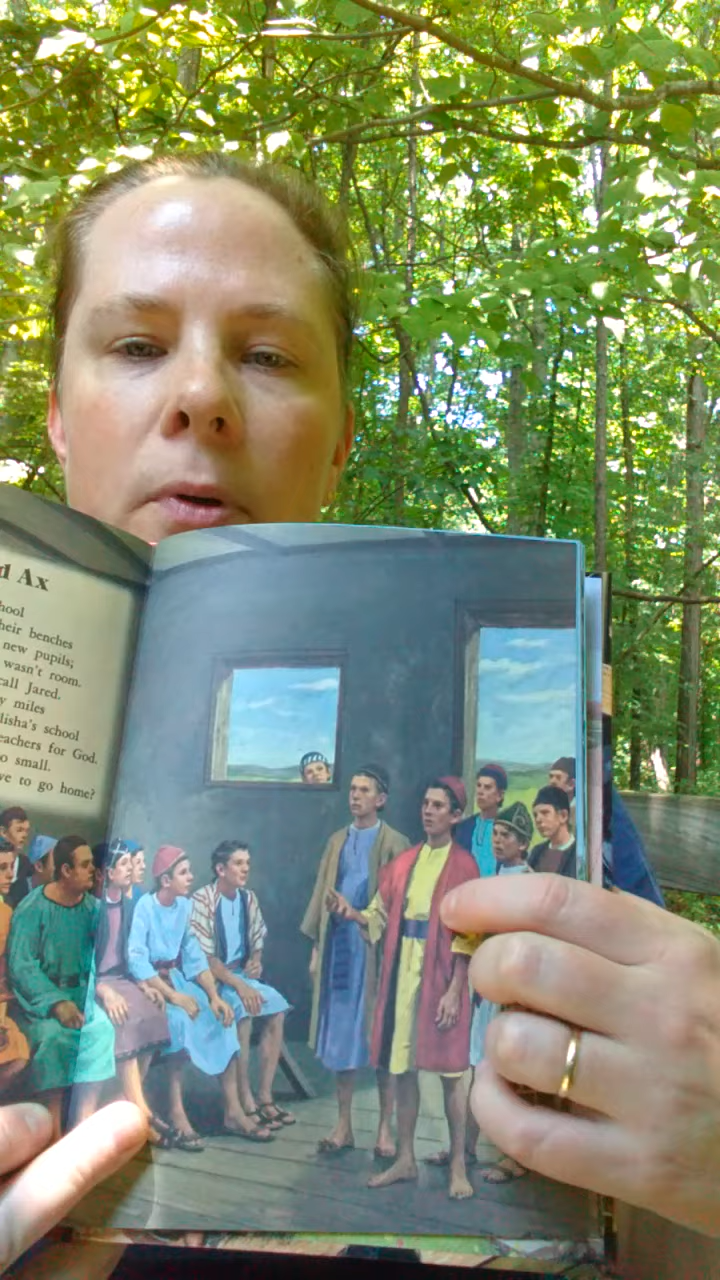 d Ax
hool
heir benches
new pupils;
wasn't room.
call Jared.
y miles
lisha's school
eachers for God.
o small.
ve to go home?